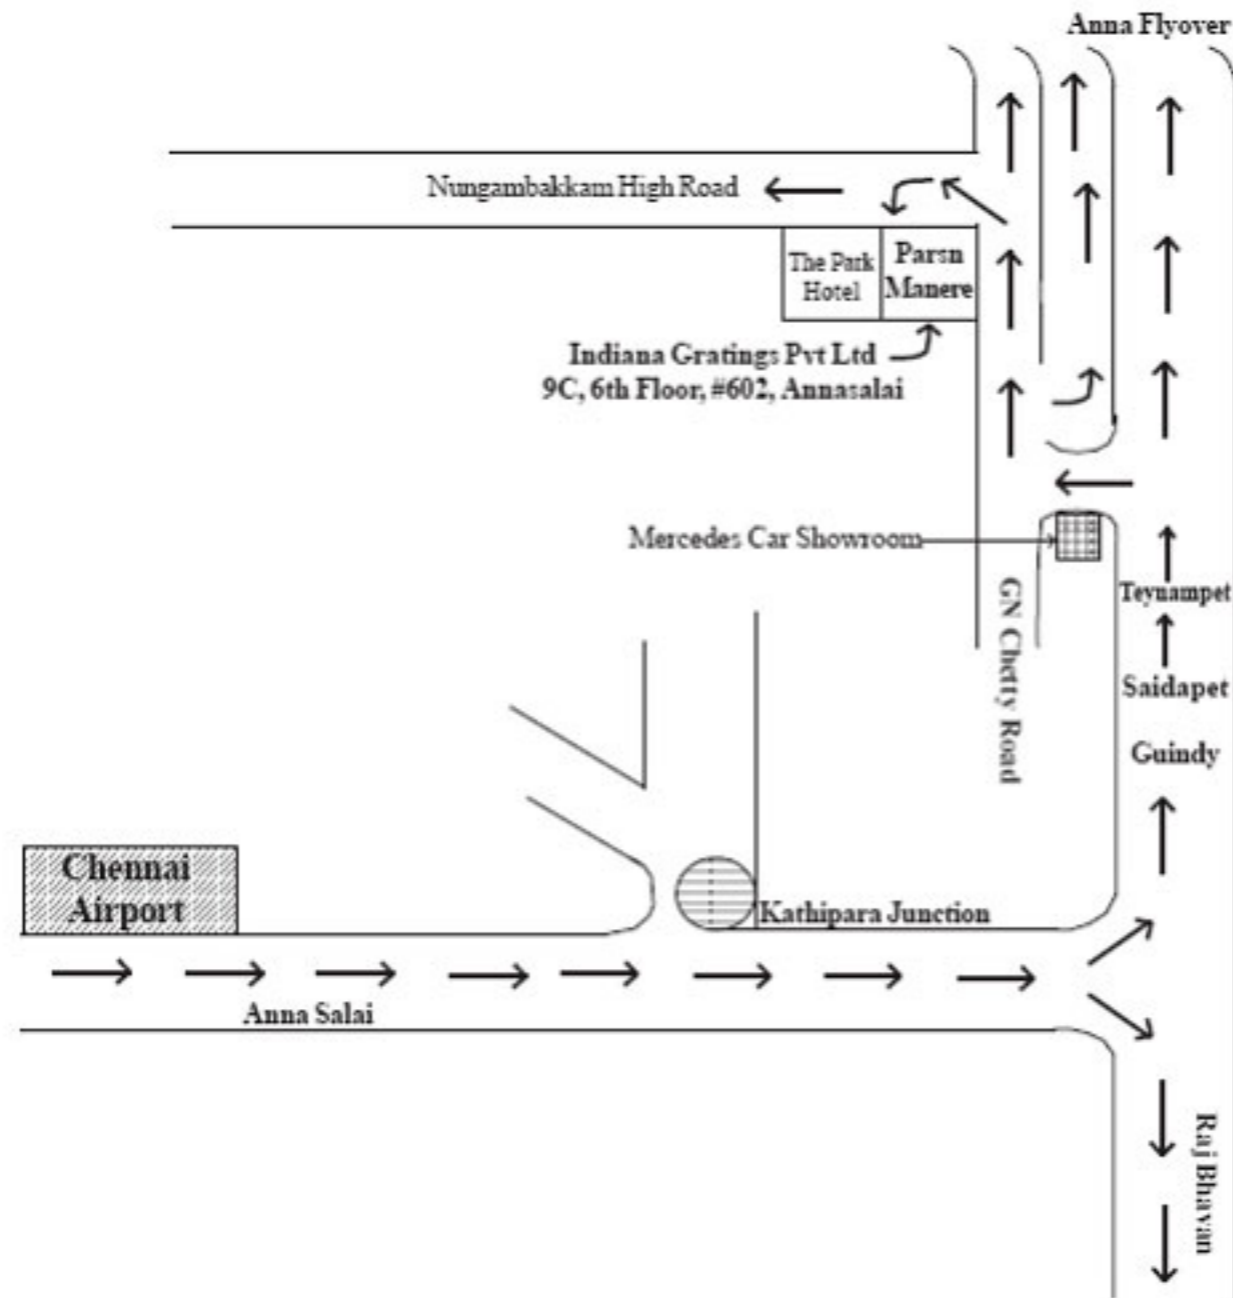 Anna Flyover
Nungambakkam High Road
The Park
Hotel
Parsn
Manere
Indiana Gratings Pvt Ltd
9C, 6th Floor, #602, Annasalai
Mercedes Car Showroom
GN Chetty Road
Teynampet
Saidapet
Guindy
Chennai
Airport
Kathipara Junction
Anna Salai
Raj Bhavan